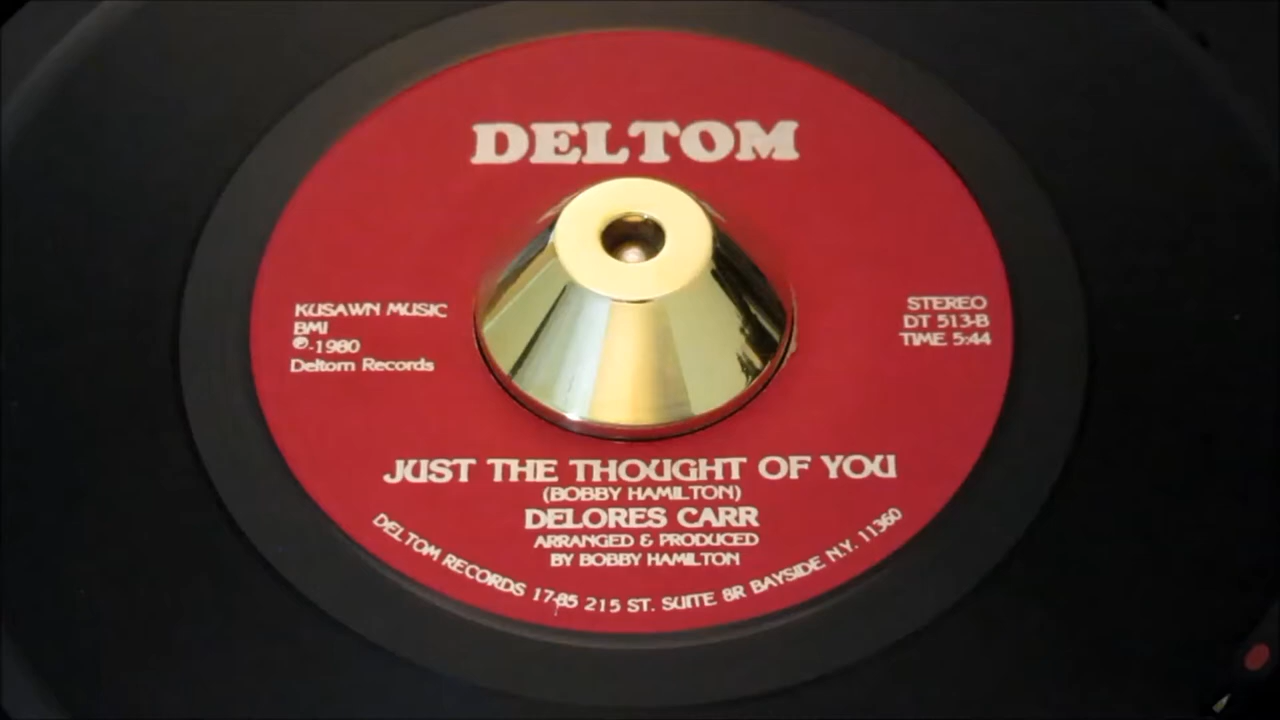 DELTOM
KUSAWN MUSIC
BMI
℗-1980
Deltom Records
STEREO
DT 513-B
TIME 5:44
JUST THE THOUGHT OF YOU
(BOBBY HAMILTON)
DELORES CARR
ARRANGED & PRODUCED
BY BOBBY HAMILTON
DELTOM RECORDS 17-85 215 ST. SUITE 8R BAYSIDE N.Y. 11360